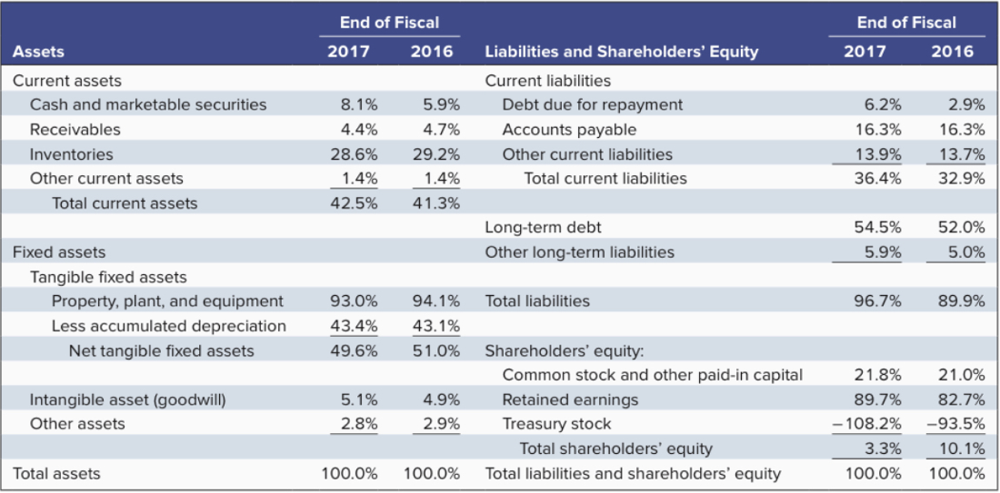 End of Fiscal End of Fiscal
Assets 2017 2016 Liabilities and Shareholders’ Equity 2017 2016
Current assets Current liabilities
Cash and marketable securities 8.1% 5.9% Debt due for repayment 6.2% 2.9%
Receivables 4.4% 4.7% Accounts payable 16.3% 16.3%
Inventories 28.6% 29.2% Other current liabilities 13.9% 13.7%
Other current assets 1.4% 1.4% Total current liabilities 36.4% 32.9%
Total current assets 42.5% 41.3%
Long-term debt 54.5% 52.0%
Fixed assets Other long-term liabilities 5.9% 5.0%
Tangible fixed assets
Property, plant, and equipment 93.0% 94.1% Total liabilities 96.7% 89.9%
Less accumulated depreciation 43.4% 43.1%
Net tangible fixed assets 49.6% 51.0% Shareholders’ equity:
Common stock and other paid-in capital 21.8% 21.0%
Intangible asset (goodwill) 5.1% 4.9% Retained earnings 89.7% 82.7%
Other assets 2.8% 2.9% Treasury stock −108.2% −93.5%
Total shareholders’ equity 3.3% 10.1%
Total assets 100.0% 100.0% Total liabilities and shareholders’ equity 100.0% 100.0%